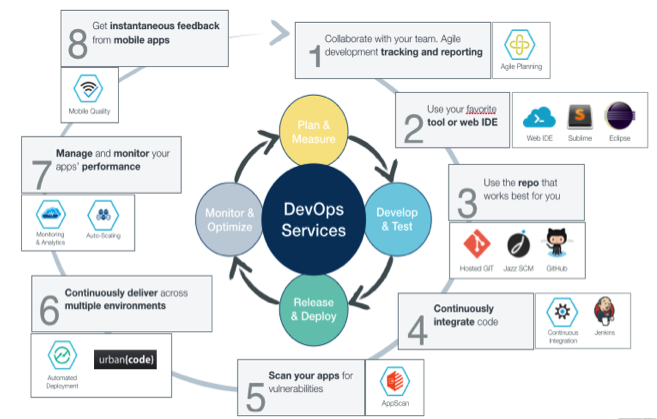 8
Get instantaneous feedback
from mobile apps
Mobile Quality
1
Collaborate with your team. Agile
development tracking and reporting
Agile Planning
2
Use your favorite
tool or web IDE
Web IDE
Sublime
Eclipse
3
Use the repo that
works best for you
Hosted GIT
Jazz SCM
GitHub
4
Continuously
integrate code
Continuous
Integration
Jenkins
5
Scan your apps for
vulnerabilities
AppScan
6
Continuously deliver across
multiple environments
Automated
Deployment
urban{code}
7
Manage and monitor your
apps' performance
Monitoring
& Analytics
Auto-Scaling
Plan &
Measure
Develop
& Test
Release
& Deploy
Monitor &
Optimize
DevOps
Services